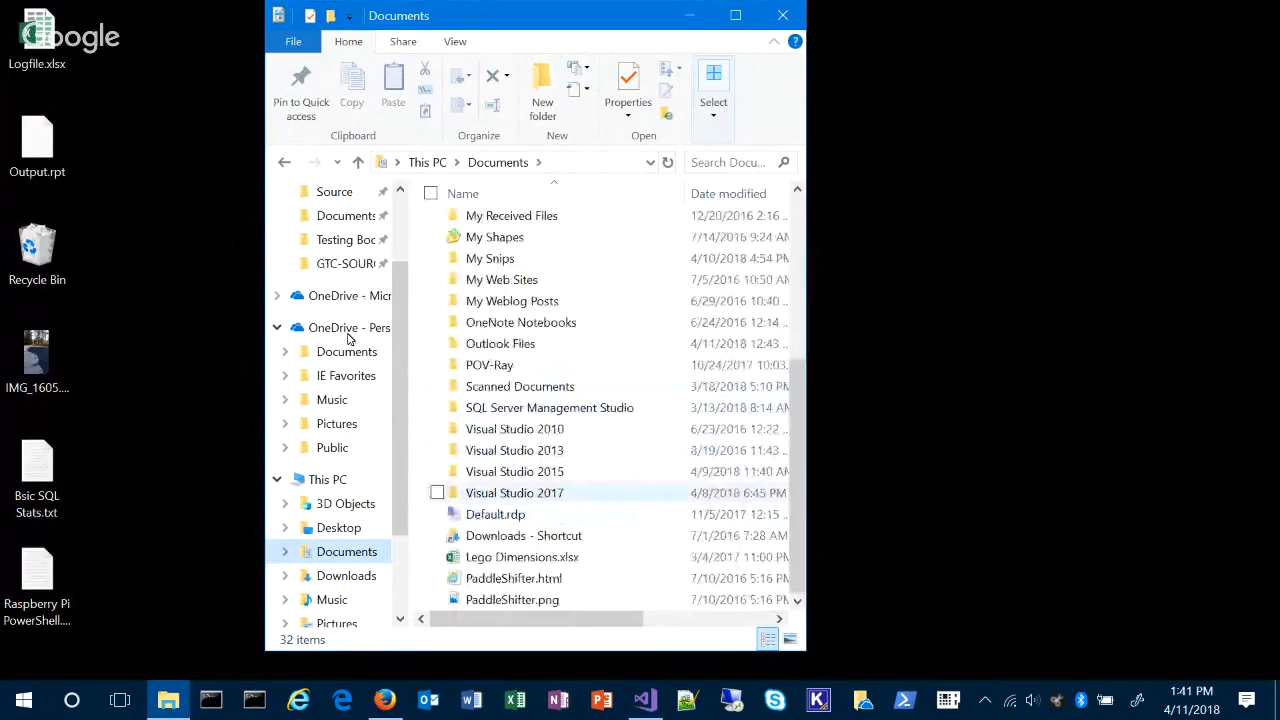 Google
Logfile.xlsx
Output.rpt
Recycle Bin
IMG_1605....
Bsic SQL
Stats.txt
Raspberry Pi
PowerShell....
Documents
File
Home
Share
View
Pin to Quick
access
Copy
Paste
New
folder
Properties
Select
Clipboard
Organize
New
Open
This PC
Documents
Search Docu...
Source
Documents
Testing Boc
GTC-SOUR
OneDrive - Micr
OneDrive - Pers
Documents
IE Favorites
Music
Pictures
Public
This PC
3D Objects
Desktop
Documents
Downloads
Music
Pictures
Name Date modified
My Received Files 12/20/2016 2:16 ..
My Shapes 7/14/2016 9:24 AM
My Snips 4/10/2018 4:54 PM
My Web Sites 7/5/2016 10:50 AM
My Weblog Posts 6/29/2016 10:40 ..
OneNote Notebooks 6/24/2016 12:14 ..
Outlook Files 4/11/2018 12:43 ..
POV-Ray 10/24/2017 10:03..
Scanned Documents 3/18/2018 5:10 PM
SQL Server Management Studio 3/13/2018 8:14 AM
Visual Studio 2010 6/23/2016 12:22 ..
Visual Studio 2013 8/19/2016 11:43 ..
Visual Studio 2015 4/9/2018 11:40 AM
Visual Studio 2017 4/8/2018 6:45 PM
Default.rdp 11/5/2017 12:15 ..
Downloads - Shortcut 7/1/2016 7:28 AM
Lego Dimensions.xlsx 3/4/2017 11:00 PM
PaddleShifter.html 7/10/2016 5:16 PM
PaddleShifter.png 7/10/2016 5:16 PM
32 items
1:41 PM
4/11/2018